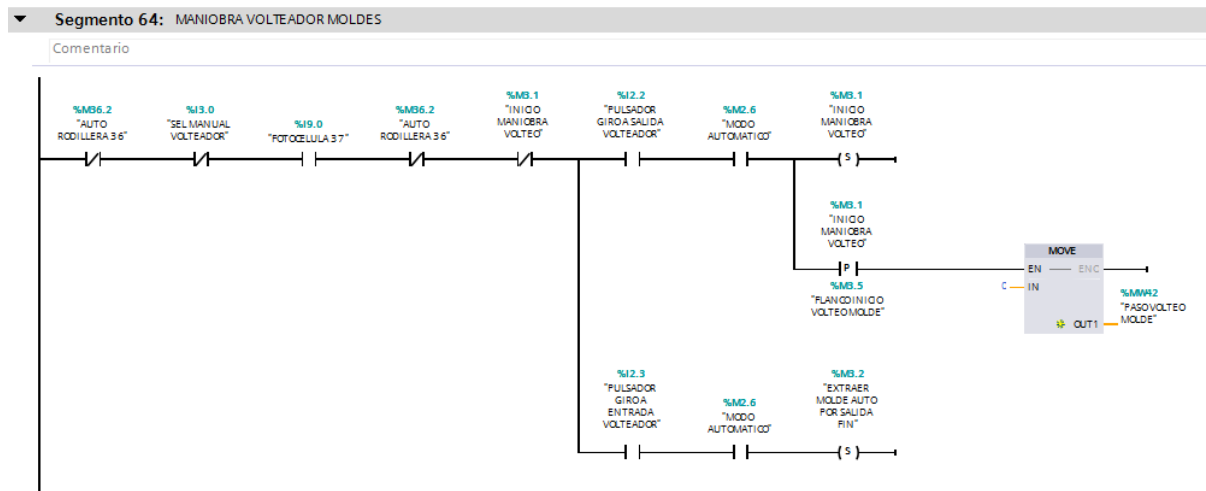 Segmento 64: MANIOBRA VOLTEADOR MOLDES
Comentario
%M36.2
"AUTO
RODILLERA 36"
%I3.0
"SEL MANUAL
VOLTEADOR"
%I9.0
"FOTOCELULA 37"
%M36.2
"AUTO
RODILLERA 36"
%M3.1
"INICIO
MANIOBRA
VOLTEO"
%I2.2
"PULSADOR
GIRO A SALIDA
VOLTEADOR"
%M2.6
"MODO
AUTOMATICO"
%M3.1
"INICIO
MANIOBRA
VOLTEO"
S
%M3.1
"INICIO
MANIOBRA
VOLTEO"
P
%M3.5
"FLANCO INICIO
VOLTEO MOLDE"
MOVE
EN
ENC
IN
OUT1
%MW42
"PASO VOLTEO
MOLDE"
%I2.3
"PULSADOR
GIRO A
ENTRADA
VOLTEADOR"
%M2.6
"MODO
AUTOMATICO"
%M3.2
"EXTRAER
MOLDE AUTO
POR SALIDA
FIN"
S